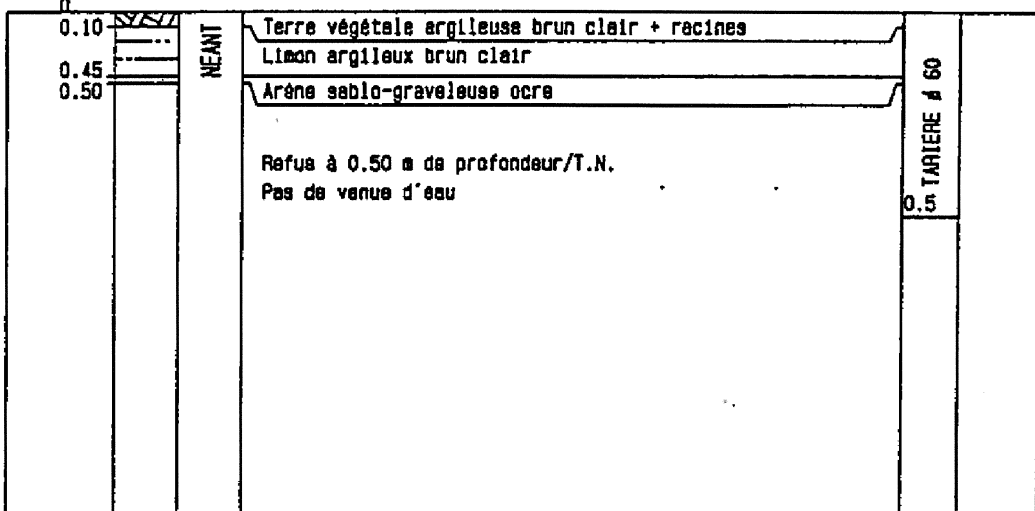 0.10
Terre végétale argileuse brun clair + racines
NEANT
Limon argileux brun clair
0.45
0.50
Arène sablo-graveleuse ocre
TARIERE ø 60
Refus à 0.50 m de profondeur/T.N.
Pas de venue d'eau
0.5